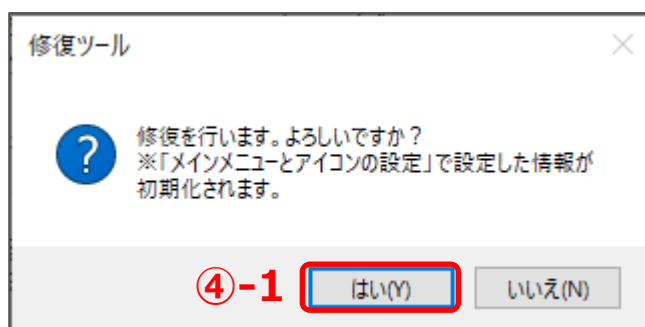 修復ツール
修復を行います。よろしいですか？
※「メインメニューとアイコンの設定」で設定した情報が
初期化されます。
④-1 はい(Y) いいえ(N)